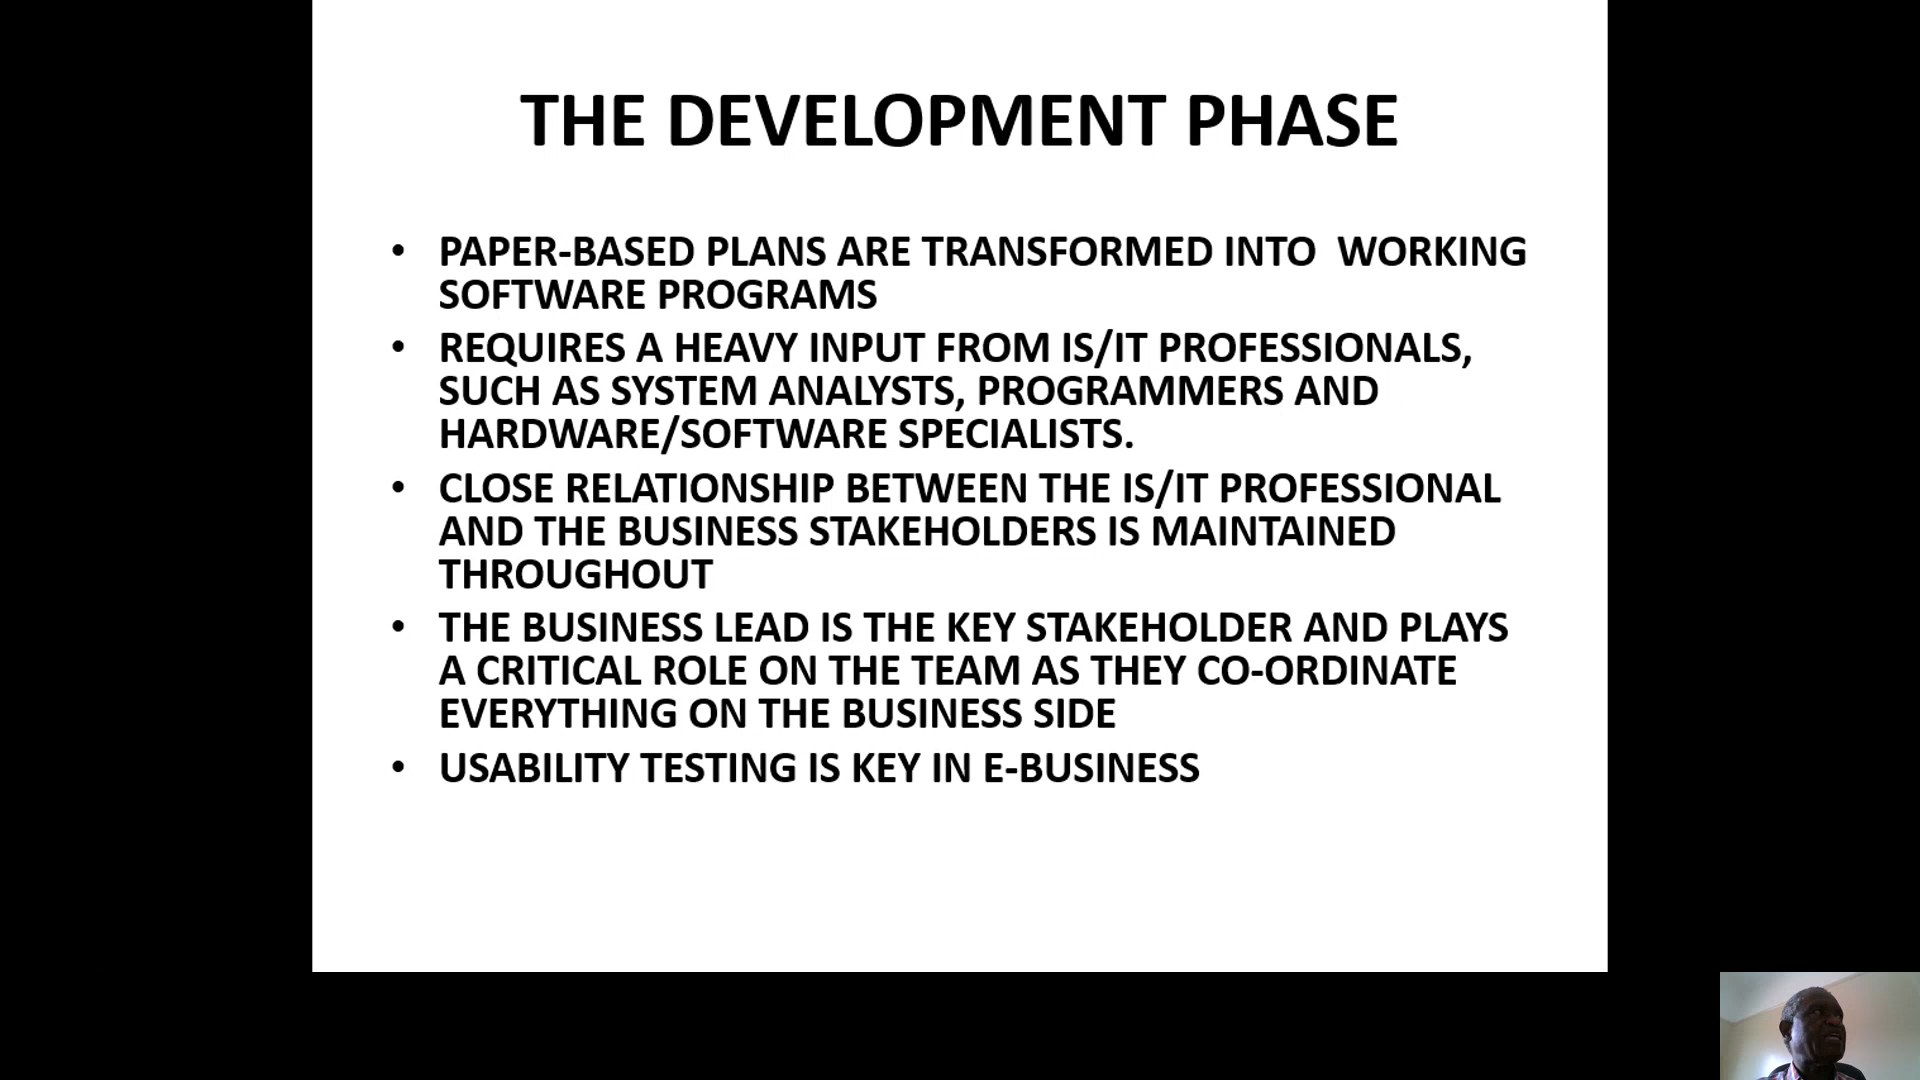 THE DEVELOPMENT PHASE
• PAPER-BASED PLANS ARE TRANSFORMED INTO  WORKING
SOFTWARE PROGRAMS
• REQUIRES A HEAVY INPUT FROM IS/IT PROFESSIONALS,
SUCH AS SYSTEM ANALYSTS, PROGRAMMERS AND
HARDWARE/SOFTWARE SPECIALISTS.
• CLOSE RELATIONSHIP BETWEEN THE IS/IT PROFESSIONAL
AND THE BUSINESS STAKEHOLDERS IS MAINTAINED
THROUGHOUT
• THE BUSINESS LEAD IS THE KEY STAKEHOLDER AND PLAYS
A CRITICAL ROLE ON THE TEAM AS THEY CO-ORDINATE
EVERYTHING ON THE BUSINESS SIDE
• USABILITY TESTING IS KEY IN E-BUSINESS